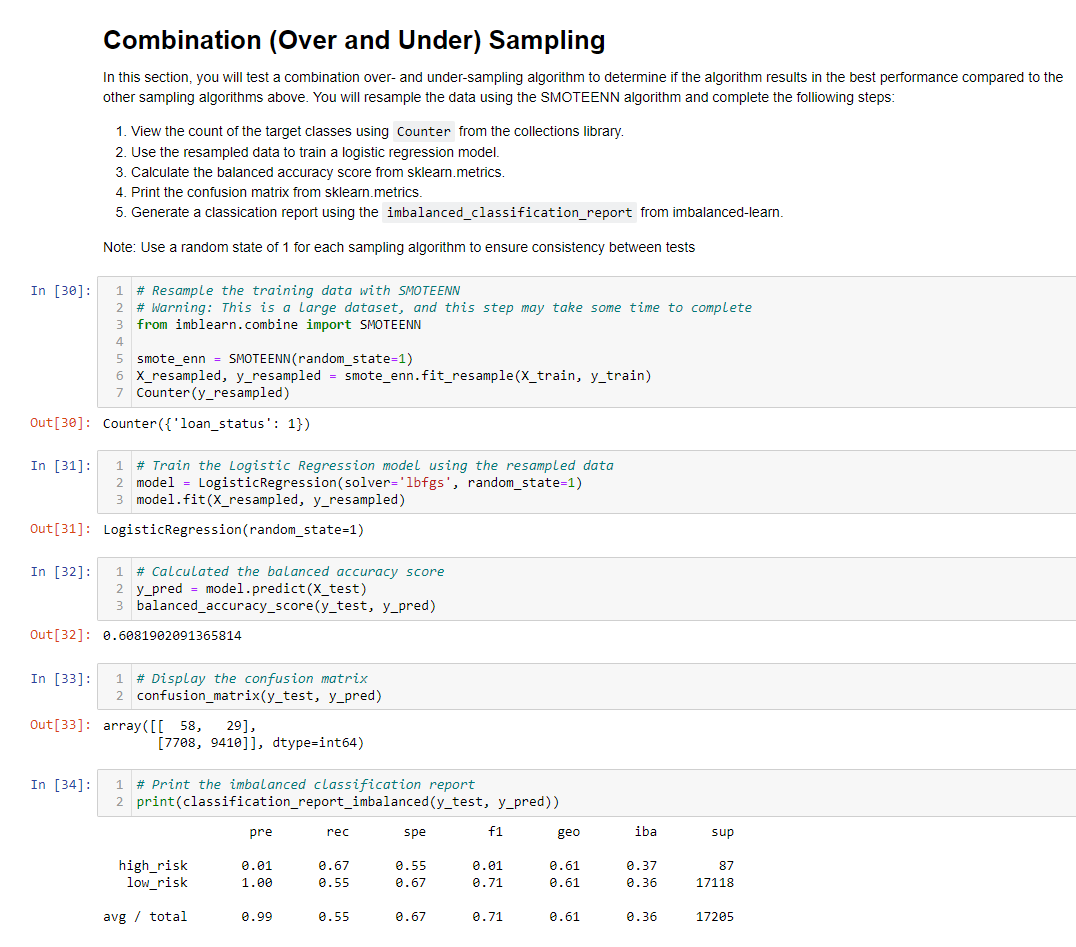 Combination (Over and Under) Sampling
In this section, you will test a combination over- and under-sampling algorithm to determine if the algorithm results in the best performance compared to the
other sampling algorithms above. You will resample the data using the SMOTEENN algorithm and complete the folliowing steps:
1. View the count of the target classes using Counter from the collections library.
2. Use the resampled data to train a logistic regression model.
3. Calculate the balanced accuracy score from sklearn.metrics.
4. Print the confusion matrix from sklearn.metrics.
5. Generate a classication report using the imbalanced_classification_report from imbalanced-learn.
Note: Use a random state of 1 for each sampling algorithm to ensure consistency between tests
In [30]: 1 # Resample the training data with SMOTEENN
2 # Warning: This is a large dataset, and this step may take some time to complete
3 from imblearn.combine import SMOTEENN
4
5 smote_enn = SMOTEENN(random_state=1)
6 X_resampled, y_resampled = smote_enn.fit_resample(X_train, y_train)
7 Counter(y_resampled)
Out[30]: Counter({'loan_status': 1})
In [31]: 1 # Train the Logistic Regression model using the resampled data
2 model = LogisticRegression(solver='lbfgs', random_state=1)
3 model.fit(X_resampled, y_resampled)
Out[31]: LogisticRegression(random_state=1)
In [32]: 1 # Calculated the balanced accuracy score
2 y_pred = model.predict(X_test)
3 balanced_accuracy_score(y_test, y_pred)
Out[32]: 0.6081902091365814
In [33]: 1 # Display the confusion matrix
2 confusion_matrix(y_test, y_pred)
Out[33]: array([[ 58, 29],
[7708, 9410]], dtype=int64)
In [34]: 1 # Print the imbalanced classification report
2 print(classification_report_imbalanced(y_test, y_pred))
pre rec spe f1 geo iba sup
high_risk 0.01 0.67 0.55 0.01 0.61 0.37 87
low_risk 1.00 0.55 0.67 0.71 0.61 0.36 17118
avg / total 0.99 0.55 0.67 0.71 0.61 0.36 17205